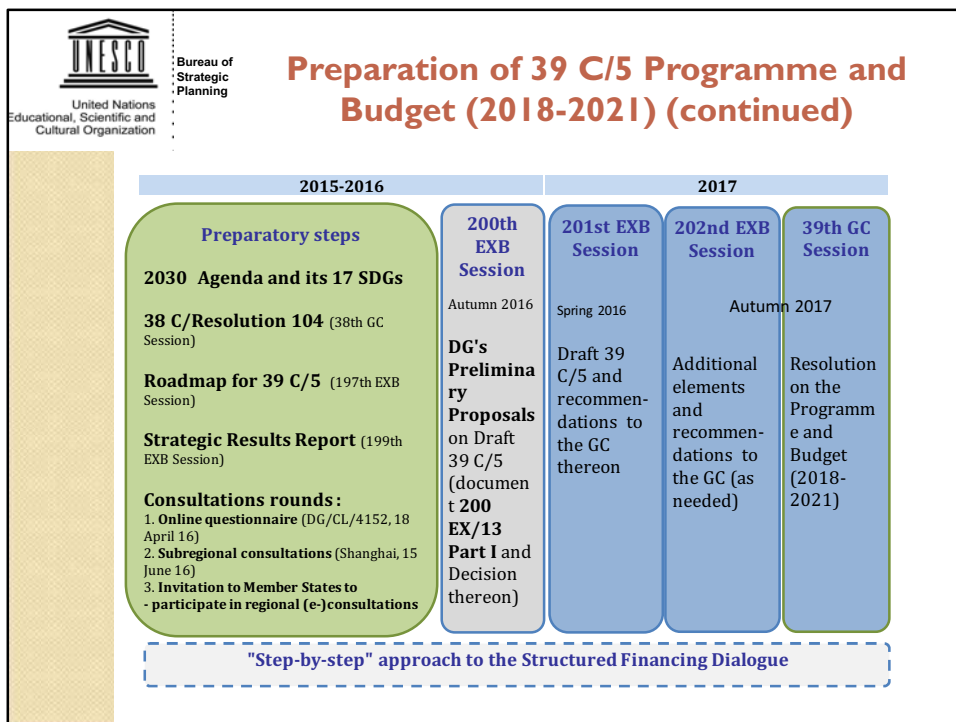 UNESCO
United Nations
Educational, Scientific and
Cultural Organization
Bureau of
Strategic
Planning
Preparation of 39 C/5 Programme and
Budget (2018-2021) (continued)
2015-2016
2017
Preparatory steps
2030 Agenda and its 17 SDGs
38 C/Resolution 104 (38th GC
Session)
Roadmap for 39 C/5 (197th EXB
Session)
Strategic Results Report (199th
EXB Session)
Consultations rounds :
1. Online questionnaire (DG/CL/4152, 18
April 16)
2. Subregional consultations (Shanghai, 15
June 16)
3. Invitation to Member States to
- participate in regional (e-)consultations
200th
EXB
Session
Autumn 2016
DG's
Prelimina
ry
Proposals
on Draft
39 C/5
(documen
t 200
EX/13
Part I and
Decision
thereon)
201st EXB
Session
Spring 2016
Draft 39
C/5 and
recommen-
dations to
the GC
thereon
202nd EXB
Session
Autumn 2017
Additional
elements
and
recommen-
dations to
the GC (as
needed)
39th GC
Session
Resolution
on the
Programm
e and
Budget
(2018-
2021)
"Step-by-step" approach to the Structured Financing Dialogue